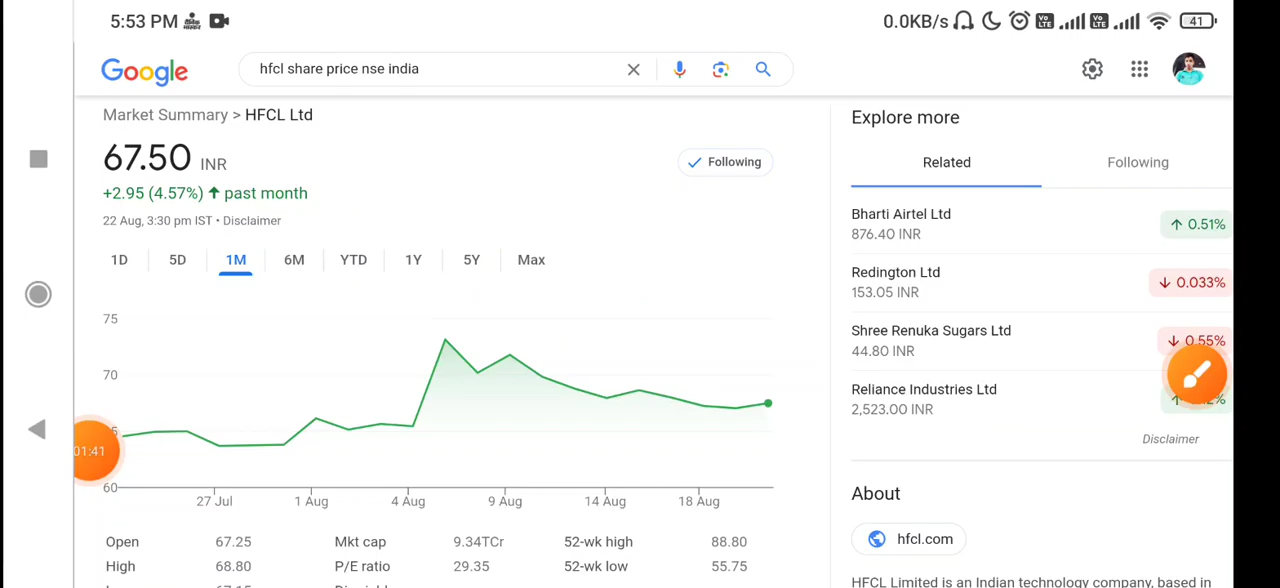 5:53 PM
0.0KB/s
41
Google
hfcl share price nse india
Market Summary > HFCL Ltd
67.50 INR
Following
+2.95 (4.57%) ↑ past month
22 Aug, 3:30 pm IST • Disclaimer
1D 5D 1M 6M YTD 1Y 5Y Max
75
70
60
27 Jul 1 Aug 4 Aug 9 Aug 14 Aug 18 Aug
01:41
Open 67.25 Mkt cap 9.34TCr 52-wk high 88.80
High 68.80 P/E ratio 29.35 52-wk low 55.75
Explore more
Related Following
Bharti Airtel Ltd
876.40 INR
↑ 0.51%
Redington Ltd
153.05 INR
↓ 0.033%
Shree Renuka Sugars Ltd
44.80 INR
↓ 0.55%
Reliance Industries Ltd
2,523.00 INR
Disclaimer
About
hfcl.com
HFCL Limited is an Indian technology company, based in